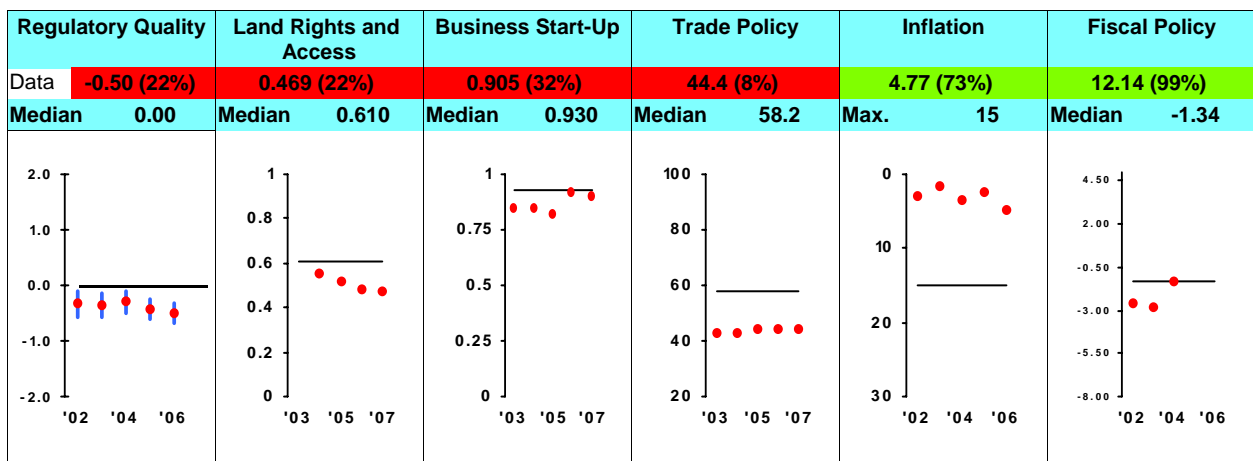 Regulatory Quality
Land Rights and
Access
Business Start-Up
Trade Policy
Inflation
Fiscal Policy
Data -0.50 (22%) 0.469 (22%) 0.905 (32%) 44.4 (8%) 4.77 (73%) 12.14 (99%)
Median 0.00 Median 0.610 Median 0.930 Median 58.2 Max. 15 Median -1.34
2.0
1.0
0.0
-1.0
-2.0
'02 '04 '06
1
0.8
0.6
0.4
0.2
0
'03 '05 '07
1
0.75
0.5
0.25
0
'03 '05 '07
100
80
60
40
20
'03 '05 '07
0
10
20
30
'02 '04 '06
4.50
2.00
-0.50
-3.00
-5.50
-8.00
'02 '04 '06